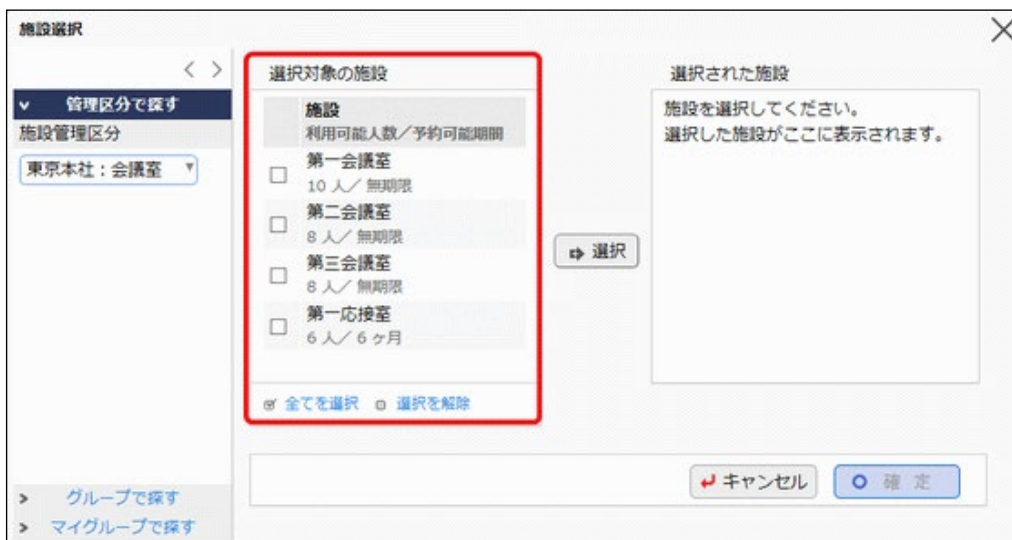 施設選択
管理区分で探す
施設管理区分
東京本社：会議室
グループで探す
マイグループで探す
選択対象の施設
施設
利用可能人数／予約可能期間
第一会議室
10 人／ 無期限
第二会議室
8 人／ 無期限
第三会議室
8 人／ 無期限
第一応接室
6 人／ 6 ヶ月
全てを選択 選択を解除
選択
選択された施設
施設を選択してください。
選択した施設がここに表示されます。
キャンセル 確 定